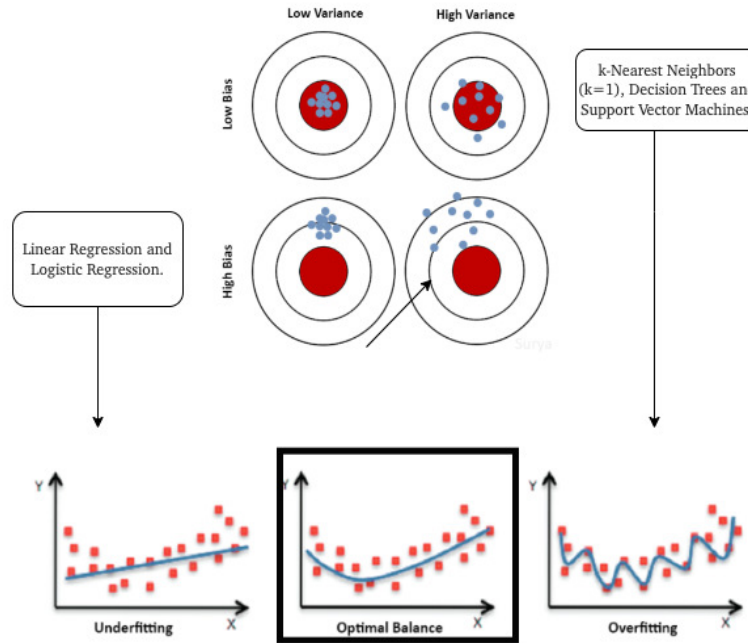 Low Variance
High Variance
Low Bias
k-Nearest Neighbors
(k=1), Decision Trees an
Support Vector Machines
High Bias
Linear Regression and
Logistic Regression.
Surya
Y
X
Underfitting
Y
X
Optimal Balance
Y
X
Overfitting